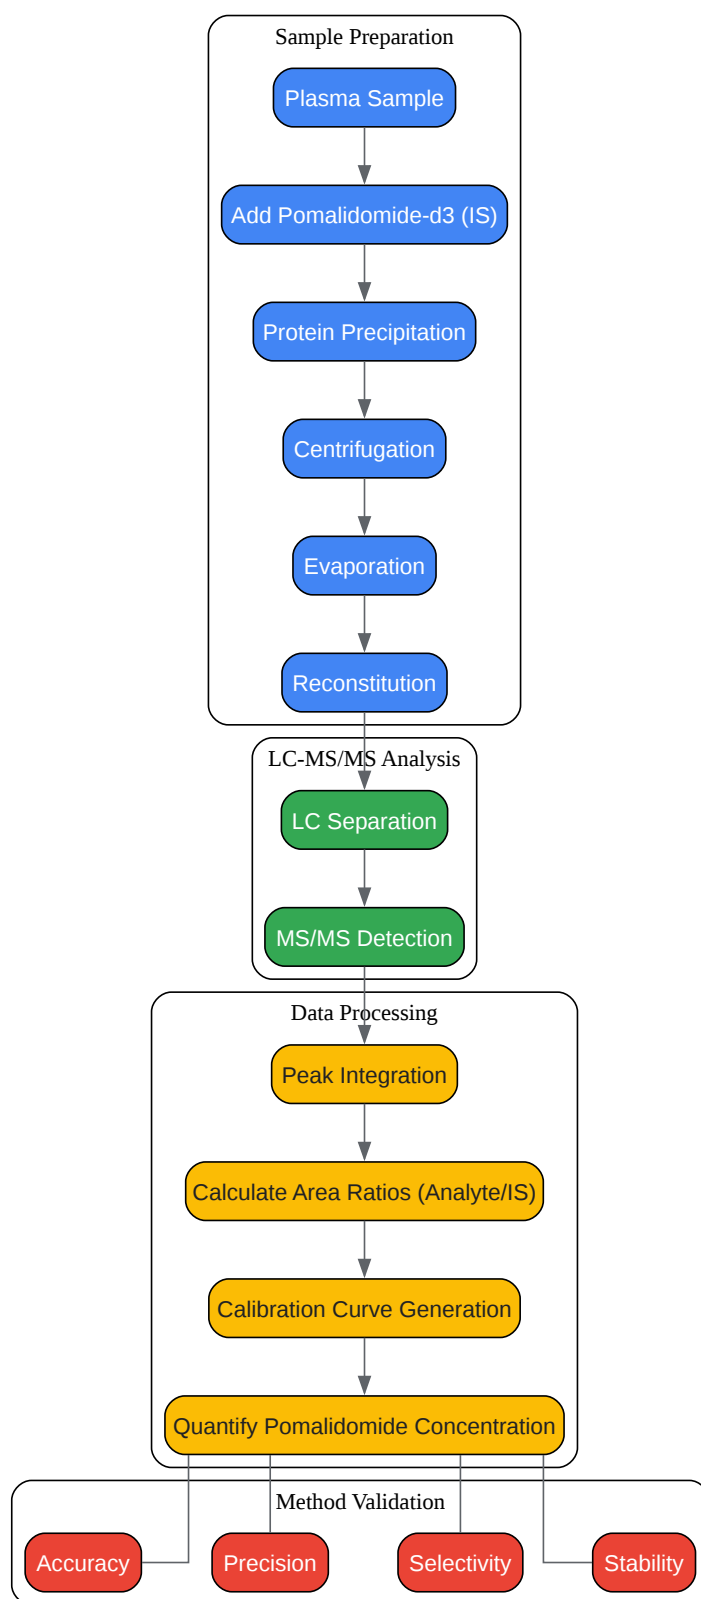 Sample Preparation
Plasma Sample
Add Pomalidomide-d3 (IS)
Protein Precipitation
Centrifugation
Evaporation
Reconstitution
LC-MS/MS Analysis
LC Separation
MS/MS Detection
Data Processing
Peak Integration
Calculate Area Ratios (Analyte/IS)
Calibration Curve Generation
Quantify Pomalidomide Concentration
Method Validation
Accuracy
Precision
Selectivity
Stability